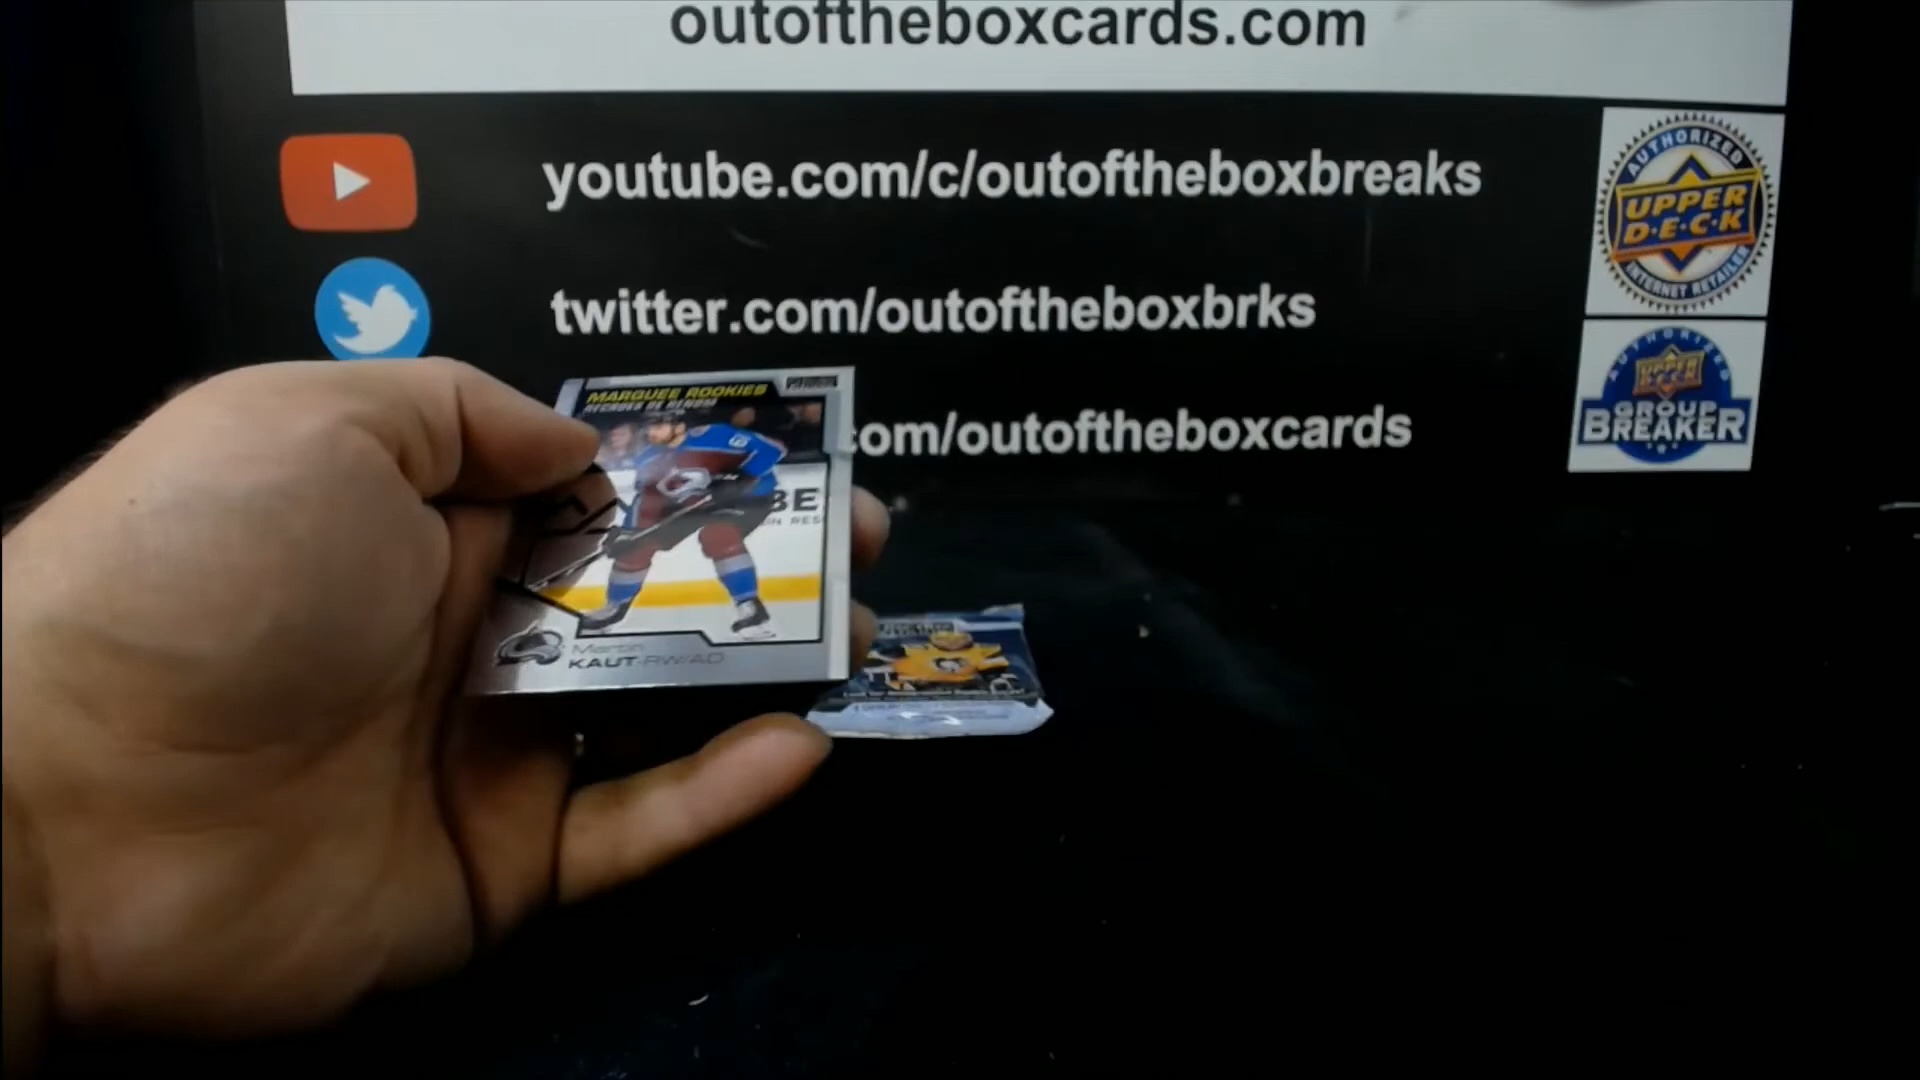 outoftheboxcards.com
youtube.com/c/outoftheboxbreaks
twitter.com/outoftheboxbrks
com/outoftheboxcards
AUTHORIZED
UPPER
D·E·C·K
INTERNET RETAILER
AUTHORIZED
UPPER
DECK
GROUP
BREAKER
MARQUEE ROOKIES
RECRUES DE RENOM
BE
Martin
KAUT-RW/AD